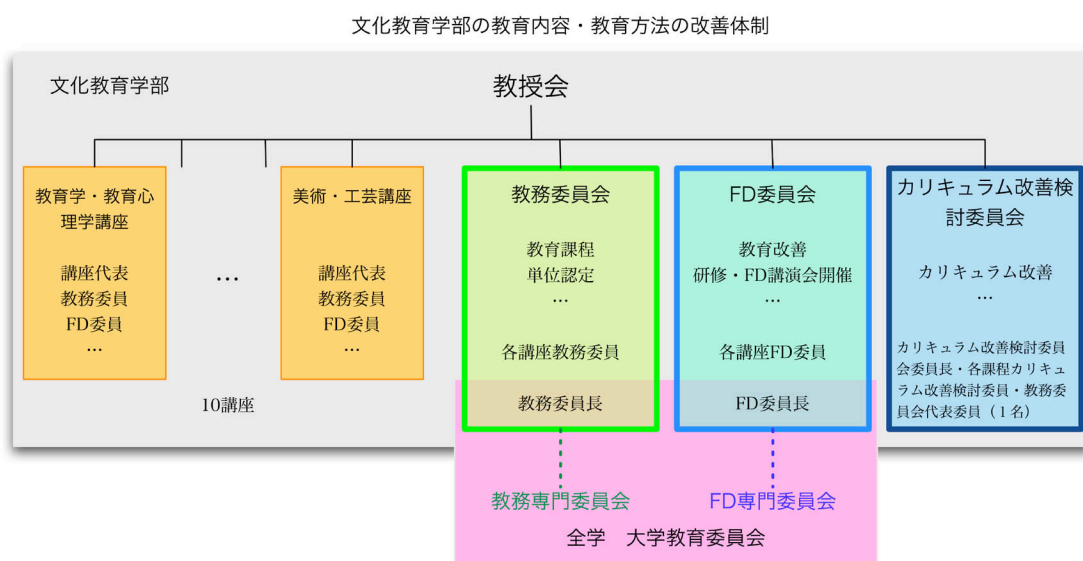 文化教育学部の教育内容・教育方法の改善体制
文化教育学部
教授会
教育学・教育心
理学講座
講座代表
教務委員
FD委員
…
…
美術・工芸講座
講座代表
教務委員
FD委員
…
10講座
教務委員会
教育課程
単位認定
…
各講座教務委員
教務委員長
FD委員会
教育改善
研修・FD講演会開催
…
各講座FD委員
FD委員長
カリキュラム改善検
討委員会
カリキュラム改善
…
カリキュラム改善検討委員
会委員長・各課程カリキュ
ラム改善検討委員・教務委
員会代表委員（1名）
教務専門委員会
FD専門委員会
全学　大学教育委員会